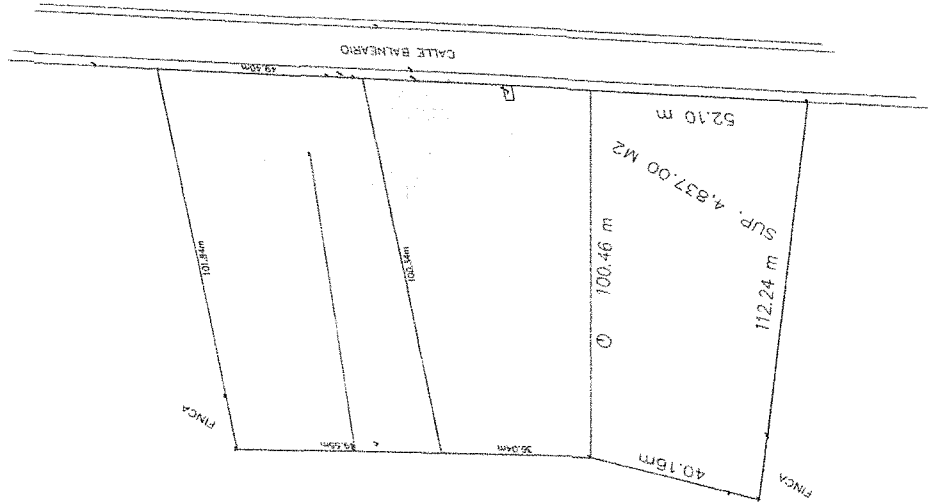 CALLE BALNEARIO
49.40m
52.10 m
SUP. 4,837.00 M2
101.84m
100.34m
100.46 m
112.24 m
FINCA
36.04m
40.16m
FINCA